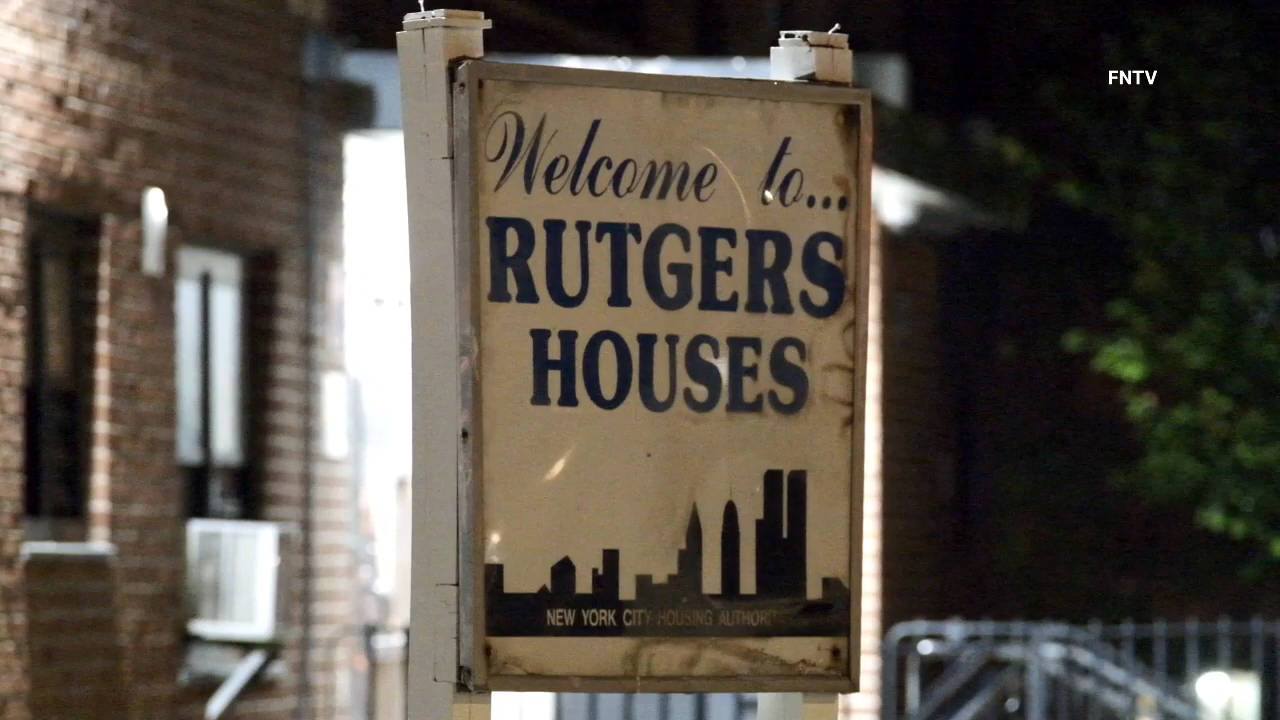 FNTV
Welcome to...
RUTGERS
HOUSES
NEW YORK CITY HOUSING AUTHORITY